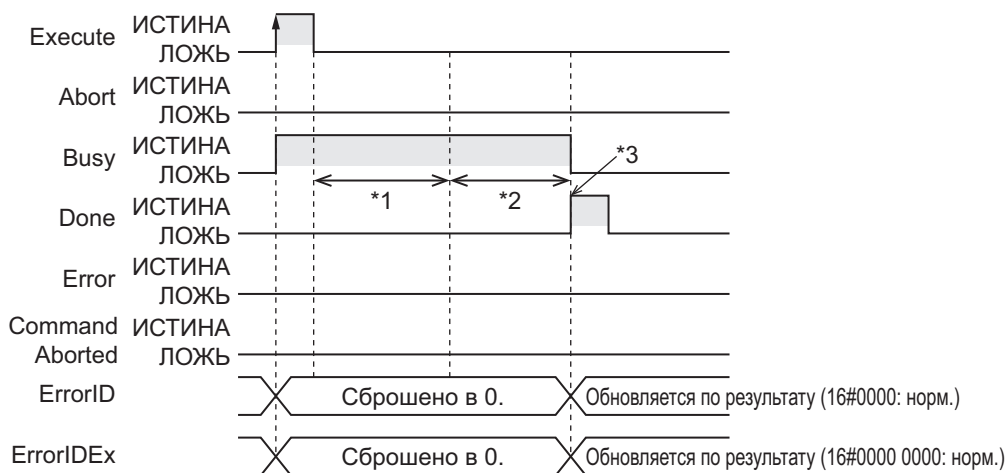 Execute ИСТИНА
ЛОЖЬ
Abort ИСТИНА
ЛОЖЬ
Busy ИСТИНА
ЛОЖЬ
*1 *2 *3
Done ИСТИНА
ЛОЖЬ
Error ИСТИНА
ЛОЖЬ
Command Aborted ИСТИНА
ЛОЖЬ
ErrorID Сброшено в 0. Обновляется по результату (16#0000: норм.)
ErrorIDEx Сброшено в 0. Обновляется по результату (16#0000 0000: норм.)